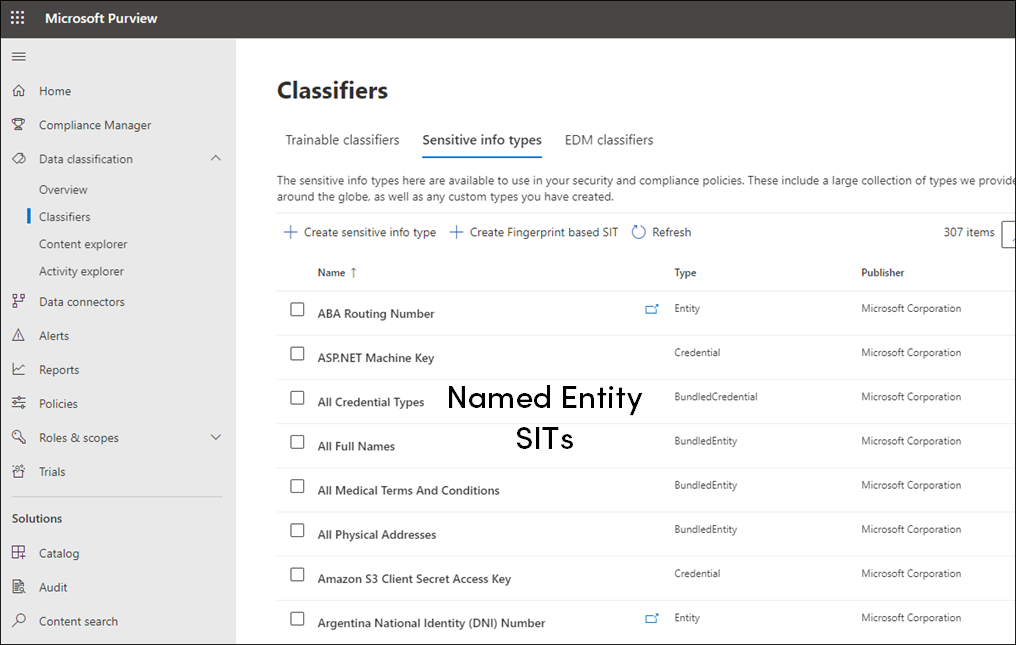 Microsoft Purview
Home
Compliance Manager
Data classification
Overview
Classifiers
Content explorer
Activity explorer
Data connectors
Alerts
Reports
Policies
Roles & scopes
Trials
Solutions
Catalog
Audit
Content search
Classifiers
Trainable classifiers Sensitive info types EDM classifiers
The sensitive info types here are available to use in your security and compliance policies. These include a large collection of types we provide
around the globe, as well as any custom types you have created.
Create sensitive info type Create Fingerprint based SIT Refresh 307 items
Name ↑ Type Publisher
ABA Routing Number Entity Microsoft Corporation
ASP.NET Machine Key Credential Microsoft Corporation
All Credential Types BundledCredential Microsoft Corporation
All Full Names BundledEntity Microsoft Corporation
All Medical Terms And Conditions BundledEntity Microsoft Corporation
All Physical Addresses BundledEntity Microsoft Corporation
Amazon S3 Client Secret Access Key Credential Microsoft Corporation
Argentina National Identity (DNI) Number Entity Microsoft Corporation
Named Entity
SITs